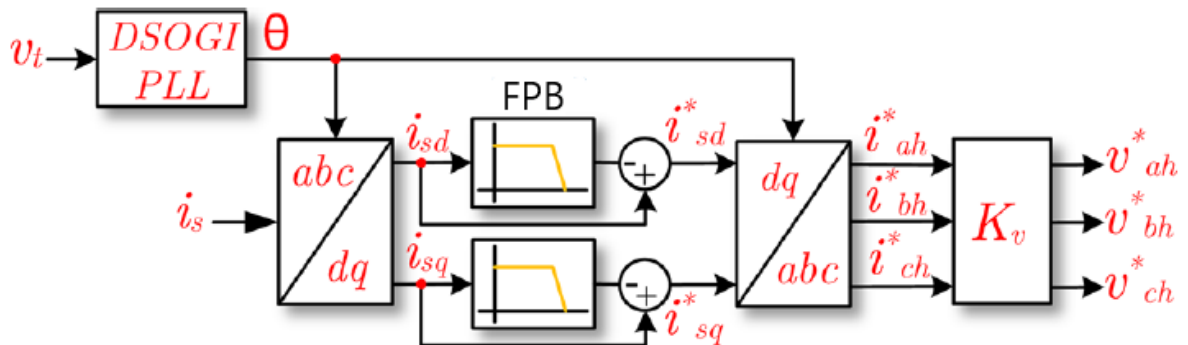 v_t
DSOGI
PLL
θ
FPB
i_s
abc
dq
i_sd
i_sq
-
+
i*_sd
-
+
i*_sq
dq
abc
i*_ah
i*_bh
i*_ch
K_v
v*_ah
v*_bh
v*_ch